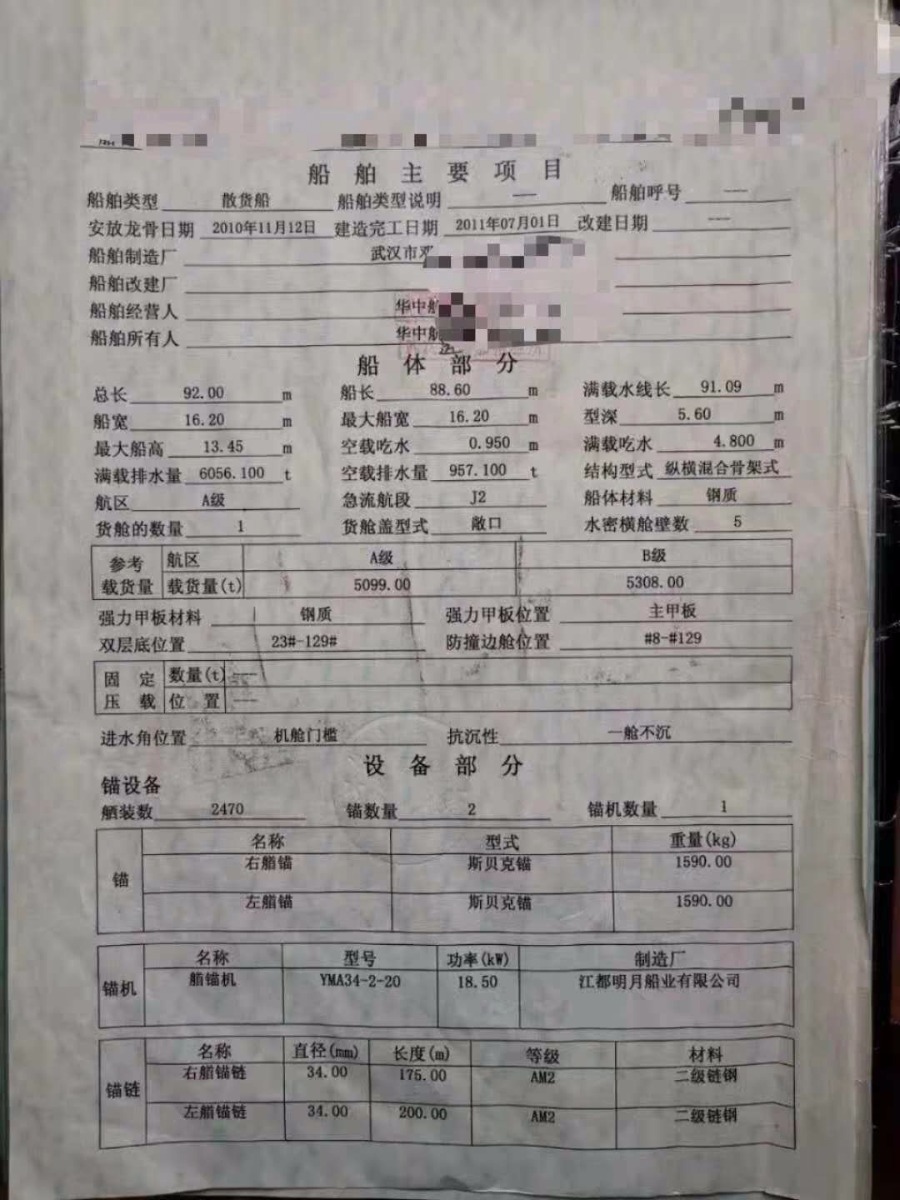 船舶主要项目
船舶类型 散货船 船舶类型说明 --- 船舶呼号 ---
安放龙骨日期 2010年11月12日 建造完工日期 2011年07月01日 改建日期 ---
船舶制造厂 武汉市
船舶改建厂
船舶经营人 华中航
船舶所有人 华中航
船体部分
总长 92.00 m 船长 88.60 m 满载水线长 91.09 m
船宽 16.20 m 最大船宽 16.20 m 型深 5.60 m
最大船高 13.45 m 空载吃水 0.950 m 满载吃水 4.800 m
满载排水量 6056.100 t 空载排水量 957.100 t 结构型式 纵横混合骨架式
航区 A级 急流航段 J2 船体材料 钢质
货舱的数量 1 货舱盖型式 敞口 水密横舱壁数 5
参考 航区 A级 B级
载货量 载货量(t) 5099.00 5308.00
强力甲板材料 钢质 强力甲板位置 主甲板
双层底位置 23#-129# 防撞边舱位置 #8-#129
固定 数量(t) ---
压载 位置 ---
进水角位置 机舱门槛 抗沉性 一舱不沉
设备部分
锚设备
舾装数 2470 锚数量 2 锚机数量 1
名称 型式 重量(kg)
锚 右艏锚 斯贝克锚 1590.00
左艏锚 斯贝克锚 1590.00
名称 型号 功率(kW) 制造厂
锚机 艏锚机 YMA34-2-20 18.50 江都明月船业有限公司
名称 直径(mm) 长度(m) 等级 材料
锚链 右艏锚链 34.00 175.00 AM2 二级链钢
左艏锚链 34.00 200.00 AM2 二级链钢